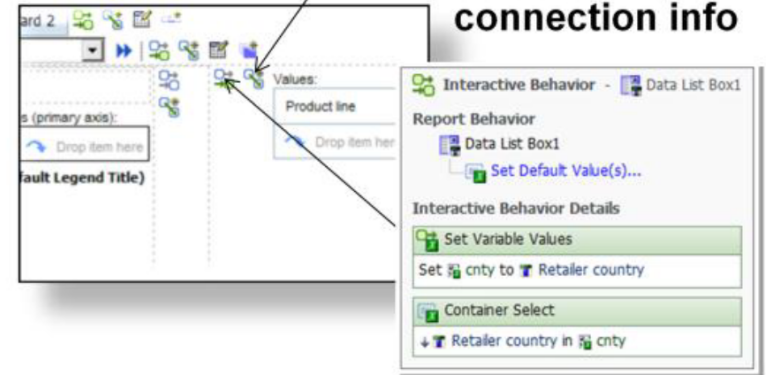 connection info
ard 2
Values:
Product line
s (primary axis):
Drop item here
Drop item her
fault Legend Title)
Interactive Behavior - Data List Box1
Report Behavior
Data List Box1
Set Default Value(s)...
Interactive Behavior Details
Set Variable Values
Set cnty to Retailer country
Container Select
Retailer country in cnty